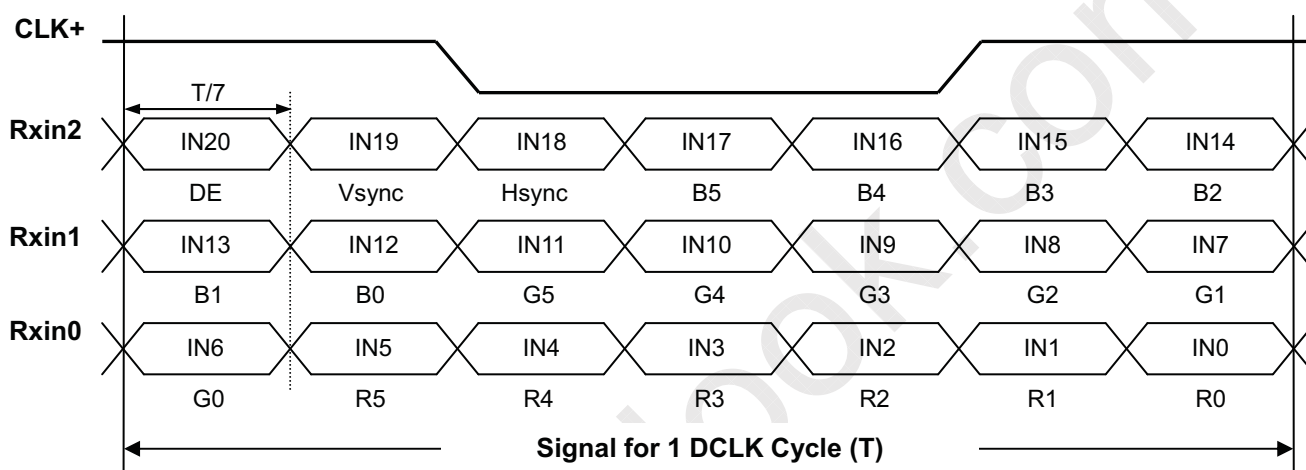 CLK+
T/7
Rxin2 IN20 IN19 IN18 IN17 IN16 IN15 IN14
DE Vsync Hsync B5 B4 B3 B2
Rxin1 IN13 IN12 IN11 IN10 IN9 IN8 IN7
B1 B0 G5 G4 G3 G2 G1
Rxin0 IN6 IN5 IN4 IN3 IN2 IN1 IN0
G0 R5 R4 R3 R2 R1 R0
Signal for 1 DCLK Cycle (T)